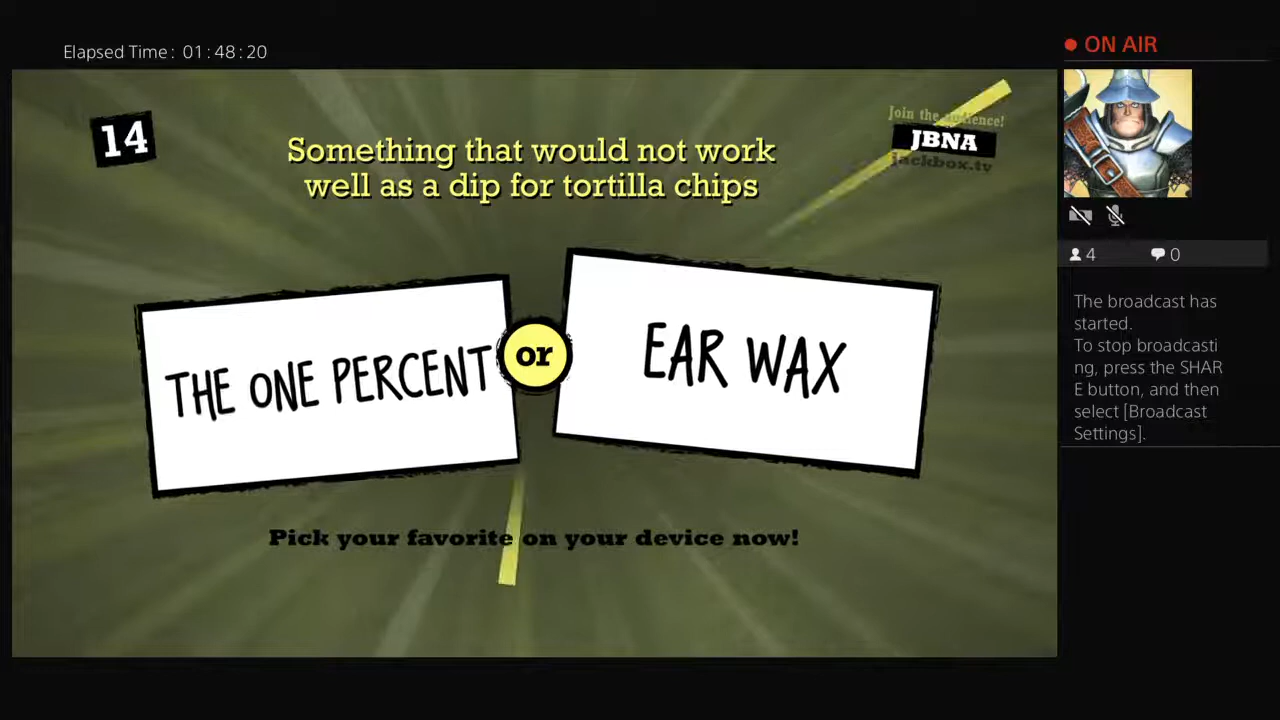 Elapsed Time: 01:48:20
ON AIR
14
Something that would not work
well as a dip for tortilla chips
Join the audience!
JBNA
jackbox.tv
THE ONE PERCENT
or
EAR WAX
Pick your favorite on your device now!
4
0
The broadcast has
started.
To stop broadcasti
ng, press the SHAR
E button, and then
select [Broadcast
Settings].